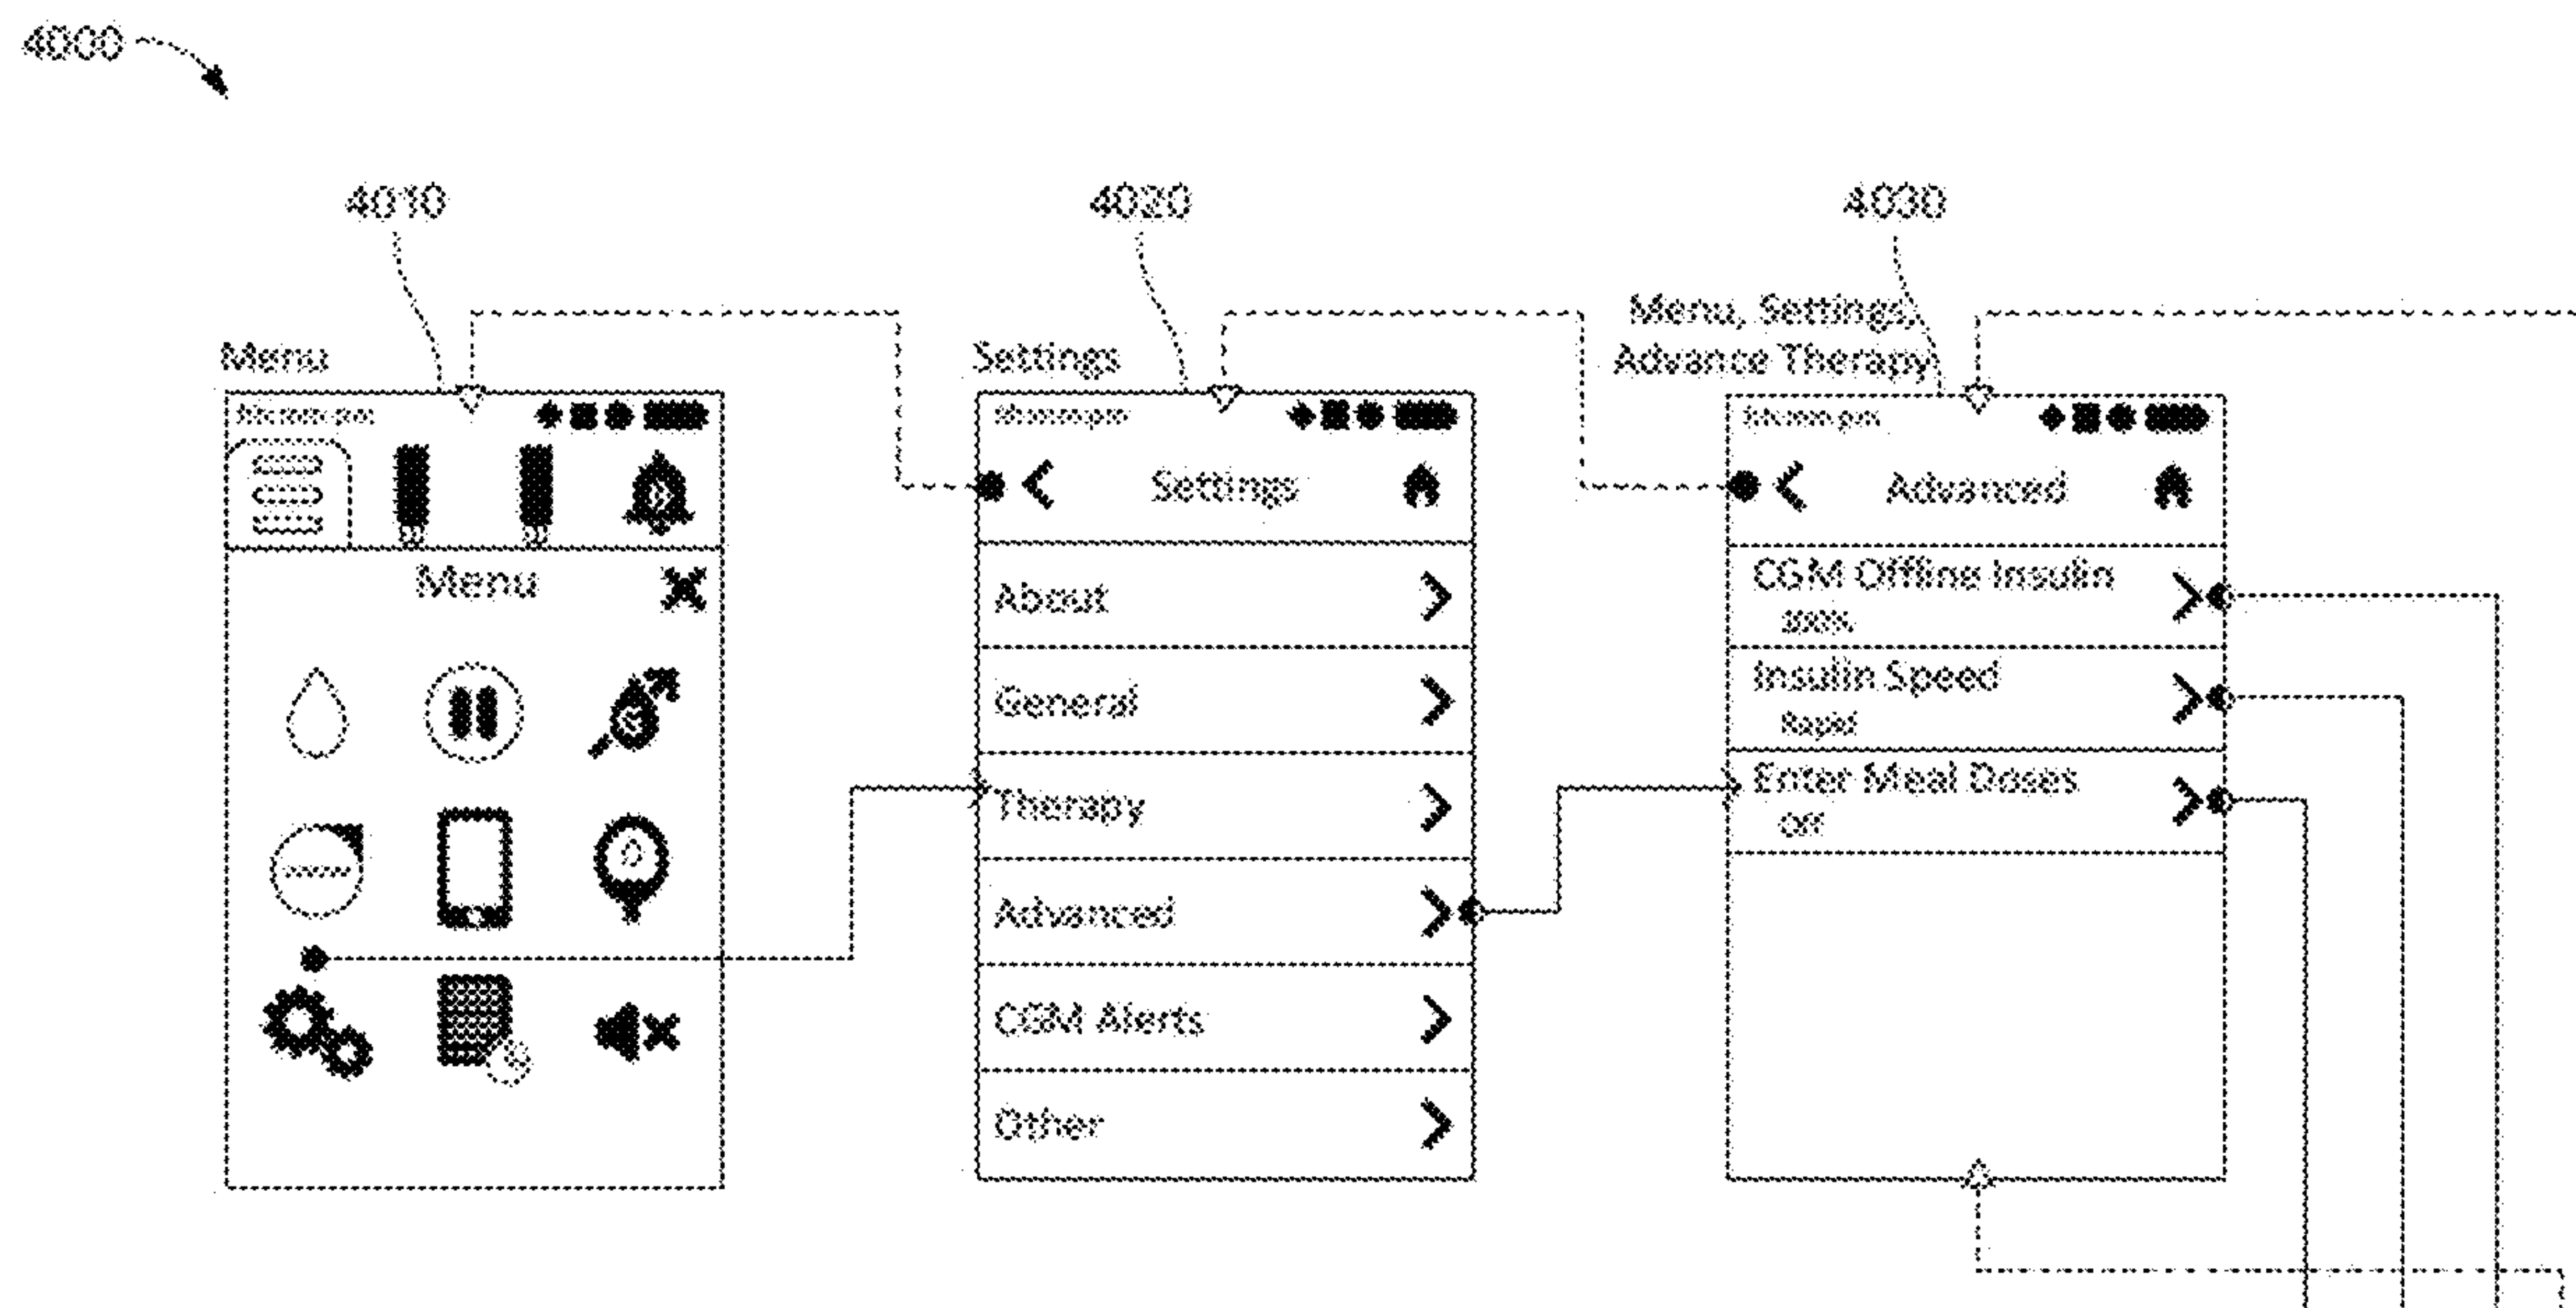 4000
4010
4020
4030
Menu
Settings
Menu, Settings,
Advance Therapy
Menu
Settings
About
General
Therapy
Advanced
CGM Alerts
Other
Advanced
CGM Offline Insulin
Insulin Speed
Rapid
Enter Meal Doses
Off